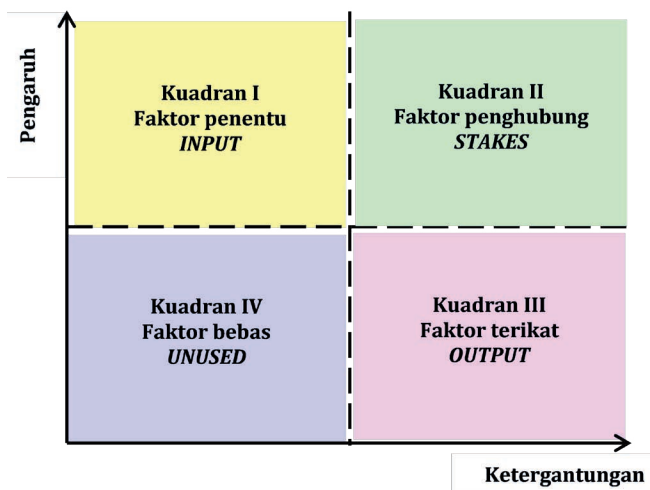 Pengaruh
Kuadran I
Faktor penentu
INPUT
Kuadran II
Faktor penghubung
STAKES
Kuadran IV
Faktor bebas
UNUSED
Kuadran III
Faktor terikat
OUTPUT
Ketergantungan